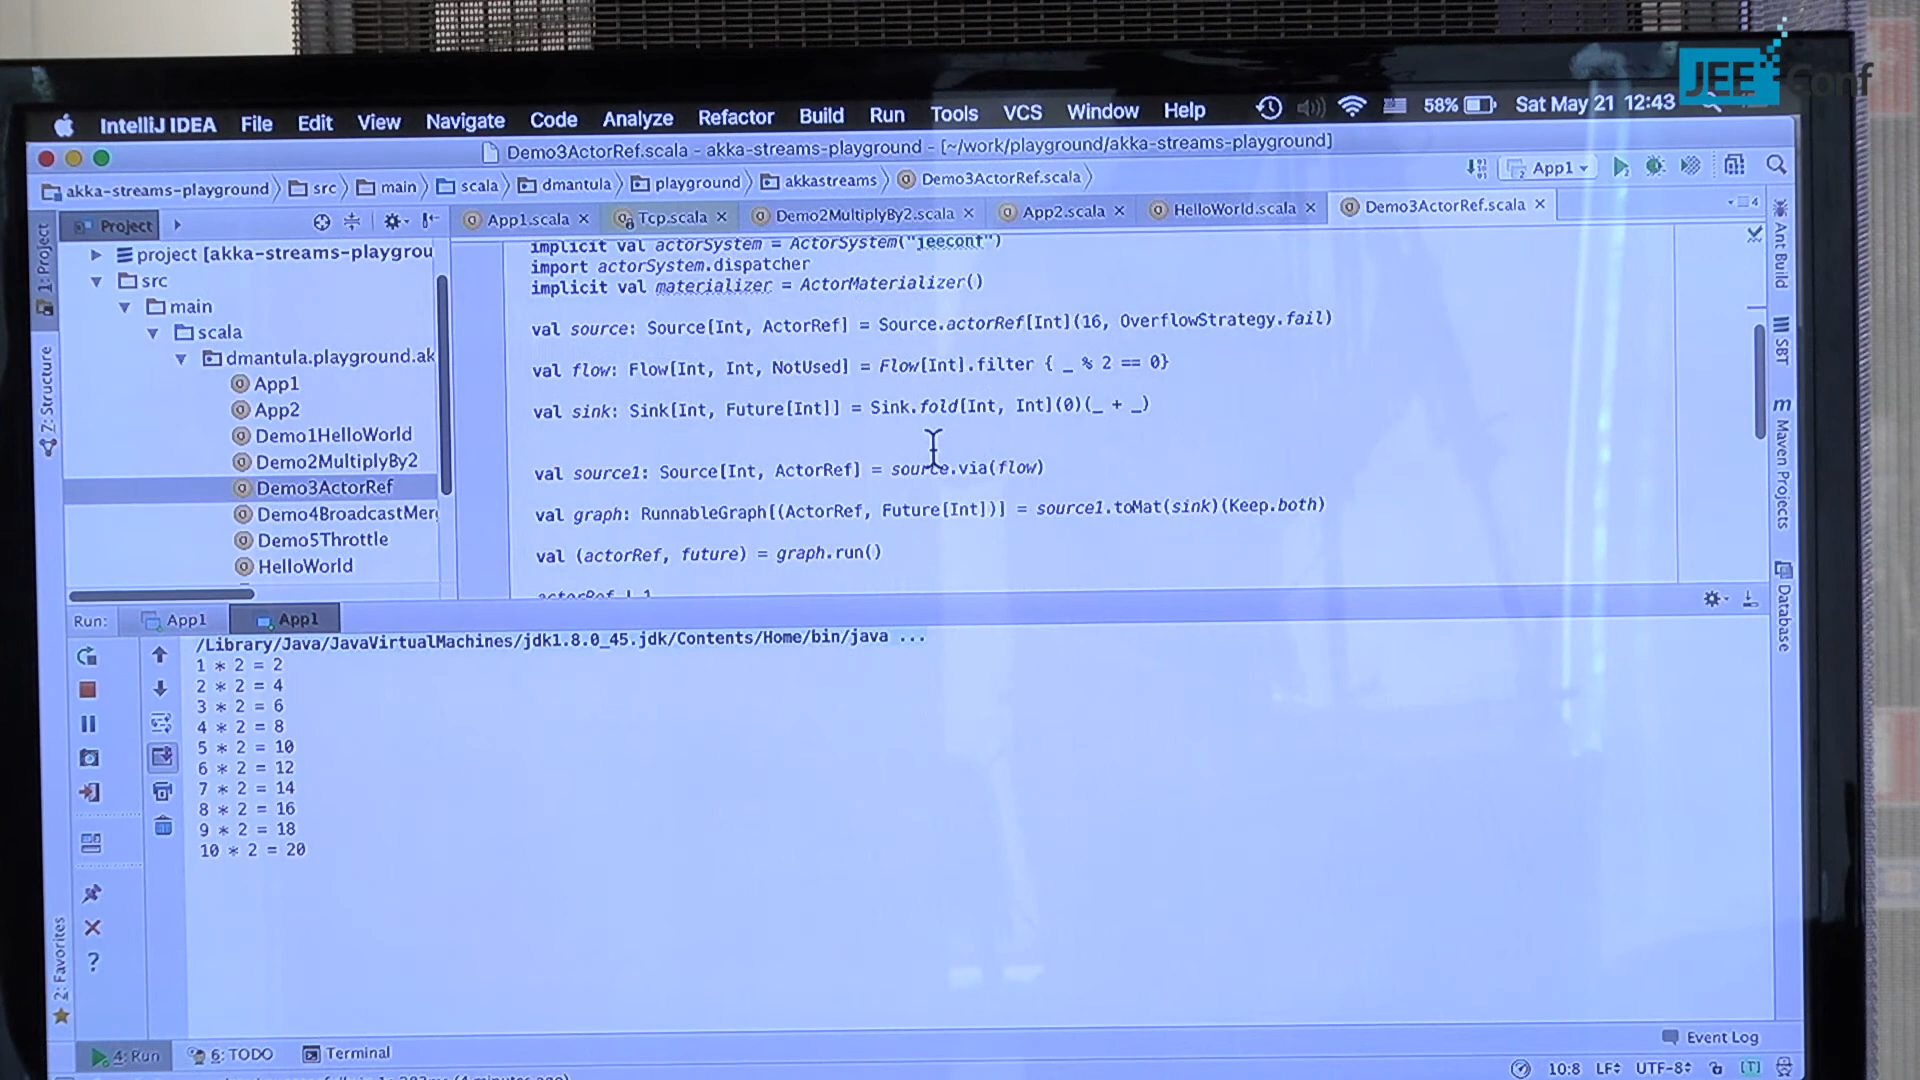 JEEConf
IntelliJ IDEA File Edit View Navigate Code Analyze Refactor Build Run Tools VCS Window Help 58% Sat May 21 12:43
Demo3ActorRef.scala - akka-streams-playground - [~/work/playground/akka-streams-playground]
akka-streams-playground src main scala dmantula playground akkastreams Demo3ActorRef.scala App1
Project App1.scala Tcp.scala Demo2MultiplyBy2.scala App2.scala HelloWorld.scala Demo3ActorRef.scala 4
1: Project
Z: Structure
2: Favorites
project [akka-streams-playgrou
src
main
scala
dmantula.playground.ak
App1
App2
Demo1HelloWorld
Demo2MultiplyBy2
Demo3ActorRef
Demo4BroadcastMer
Demo5Throttle
HelloWorld
implicit val actorSystem = ActorSystem("jeeconf")
import actorSystem.dispatcher
implicit val materializer = ActorMaterializer()
val source: Source[Int, ActorRef] = Source.actorRef[Int](16, OverflowStrategy.fail)
val flow: Flow[Int, Int, NotUsed] = Flow[Int].filter { _ % 2 == 0}
val sink: Sink[Int, Future[Int]] = Sink.fold[Int, Int](0)(_ + _)
val source1: Source[Int, ActorRef] = source.via(flow)
val graph: RunnableGraph[(ActorRef, Future[Int])] = source1.toMat(sink)(Keep.both)
val (actorRef, future) = graph.run()
actorRef ! 1
Ant Build
SBT
Maven Projects
Database
Run: App1 App1
/Library/Java/JavaVirtualMachines/jdk1.8.0_45.jdk/Contents/Home/bin/java ...
1 * 2 = 2
2 * 2 = 4
3 * 2 = 6
4 * 2 = 8
5 * 2 = 10
6 * 2 = 12
7 * 2 = 14
8 * 2 = 16
9 * 2 = 18
10 * 2 = 20
Event Log
4: Run 6: TODO Terminal
10:8 LF UTF-8 [T]